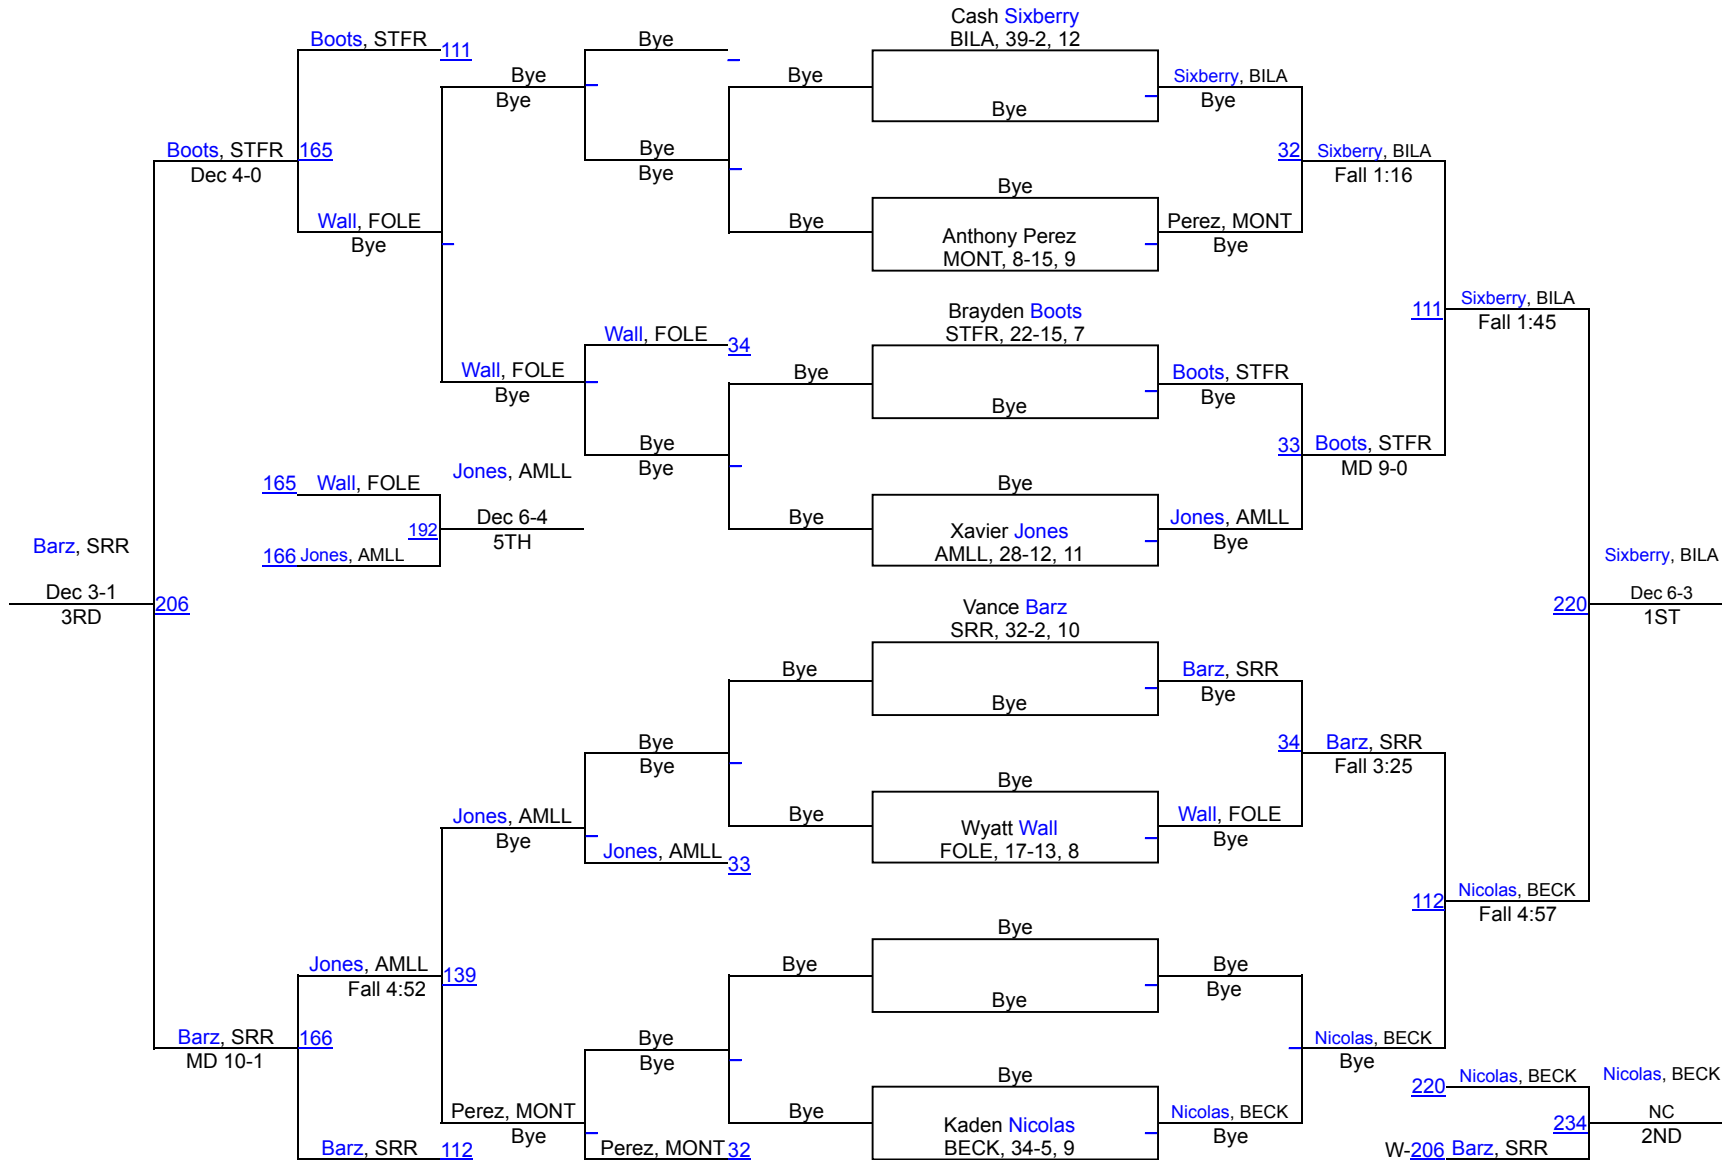 Cash Sixberry
BILA, 39-2, 12
Boots, STFR
111
Bye
Bye
Bye
Bye
Sixberry, BILA
Bye
Bye
Boots, STFR
165
Dec 4-0
Bye
Bye
32
Sixberry, BILA
Fall 1:16
Bye
Wall, FOLE
Bye
Bye
Anthony Perez
MONT, 8-15, 9
Perez, MONT
Bye
Brayden Boots
STFR, 22-15, 7
111
Sixberry, BILA
Fall 1:45
Wall, FOLE
34
Wall, FOLE
Bye
Bye
Boots, STFR
Bye
Bye
Bye
Bye
33
Boots, STFR
MD 9-0
Jones, AMLL
165
Wall, FOLE
Bye
192
Dec 6-4
5TH
166
Jones, AMLL
Bye
Xavier Jones
AMLL, 28-12, 11
Jones, AMLL
Bye
Barz, SRR
Dec 3-1
3RD
206
Sixberry, BILA
220
Dec 6-3
1ST
Vance Barz
SRR, 32-2, 10
Bye
Barz, SRR
Bye
Bye
Bye
Bye
34
Barz, SRR
Fall 3:25
Bye
Jones, AMLL
Bye
Bye
Wyatt Wall
FOLE, 17-13, 8
Wall, FOLE
Bye
Jones, AMLL
33
112
Nicolas, BECK
Fall 4:57
Bye
Jones, AMLL
139
Fall 4:52
Bye
Bye
Bye
Bye
Barz, SRR
166
MD 10-1
Bye
Bye
Nicolas, BECK
Bye
Bye
220
Nicolas, BECK
Nicolas, BECK
Perez, MONT
Bye
Bye
Kaden Nicolas
BECK, 34-5, 9
Nicolas, BECK
Bye
234
NC
2ND
Barz, SRR
112
Perez, MONT
32
W-206
Barz, SRR